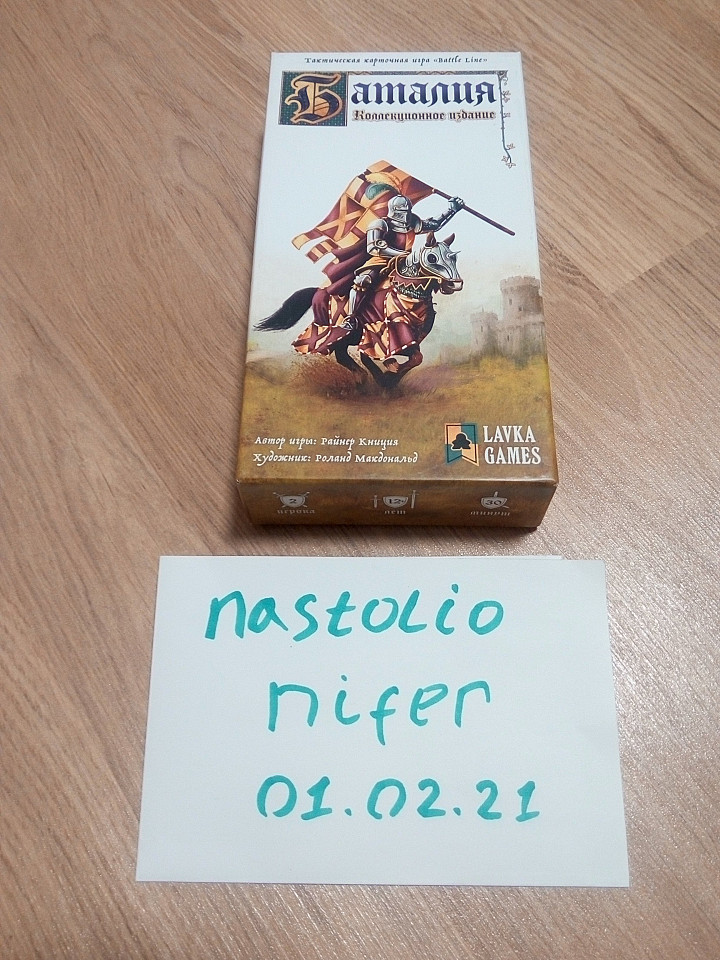 Тактическая карточная игра «Battle Line»
Баталия
Коллекционное издание
Автор игры: Райнер Книция
Художник: Роланд Макдональд
LAVKA
GAMES
2 12+ 30
игрока лет минут
nastolio
nifer
01.02.21